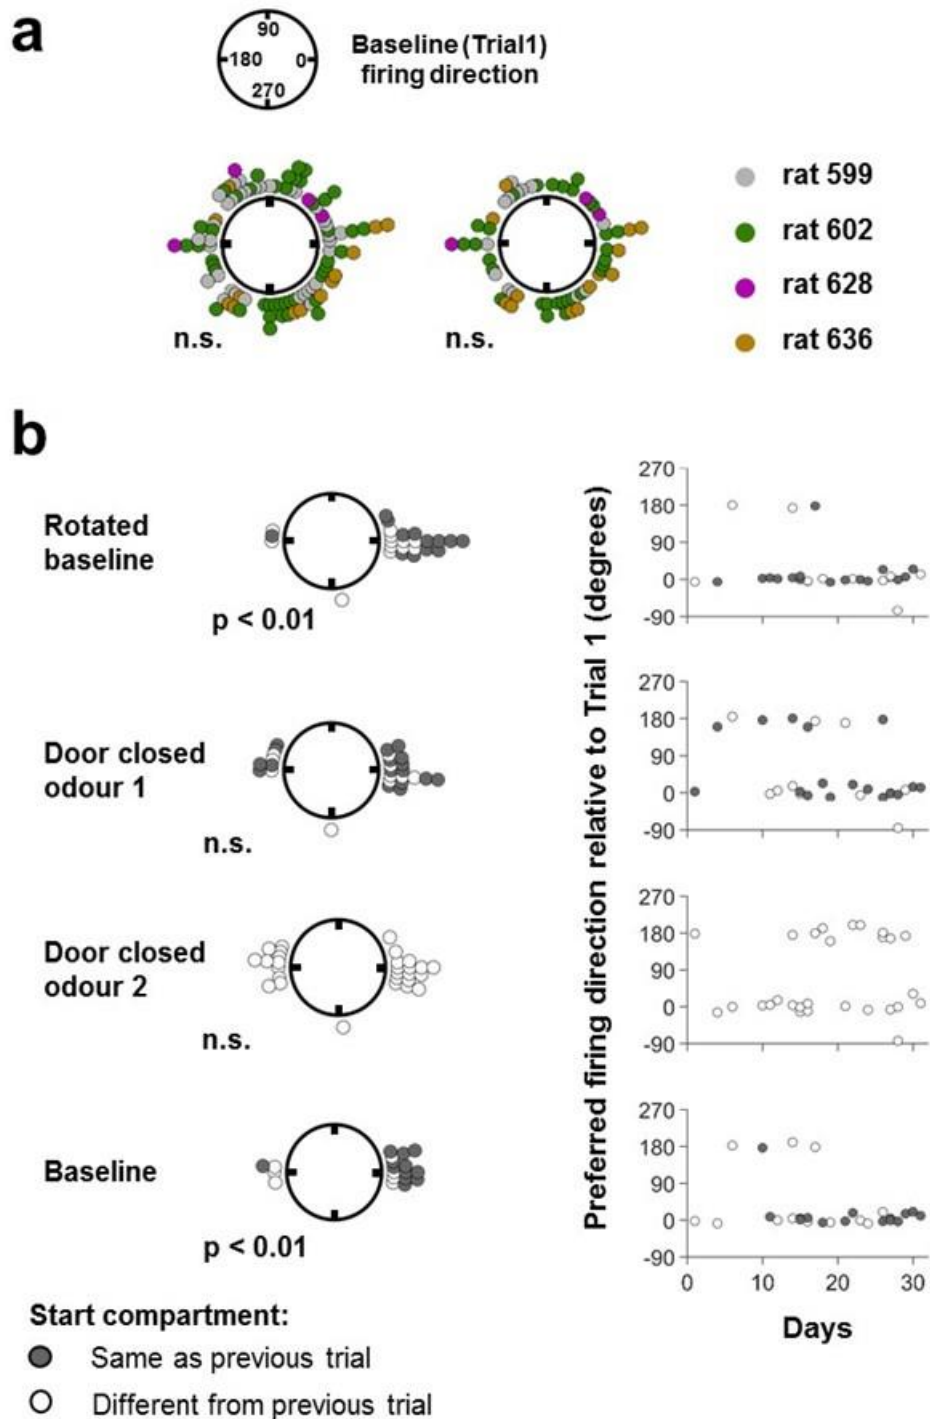 a
90
180
0
270
Baseline (Trial1)
firing direction
n.s.
n.s.
rat 599
rat 602
rat 628
rat 636
b
Rotated
baseline
p < 0.01
Door closed
odour 1
n.s.
Door closed
odour 2
n.s.
Baseline
p < 0.01
Preferred firing direction relative to Trial 1 (degrees)
270
180
90
0
-90
270
180
90
0
-90
270
180
90
0
-90
270
180
90
0
-90
0 10 20 30
Days
Start compartment:
Same as previous trial
Different from previous trial